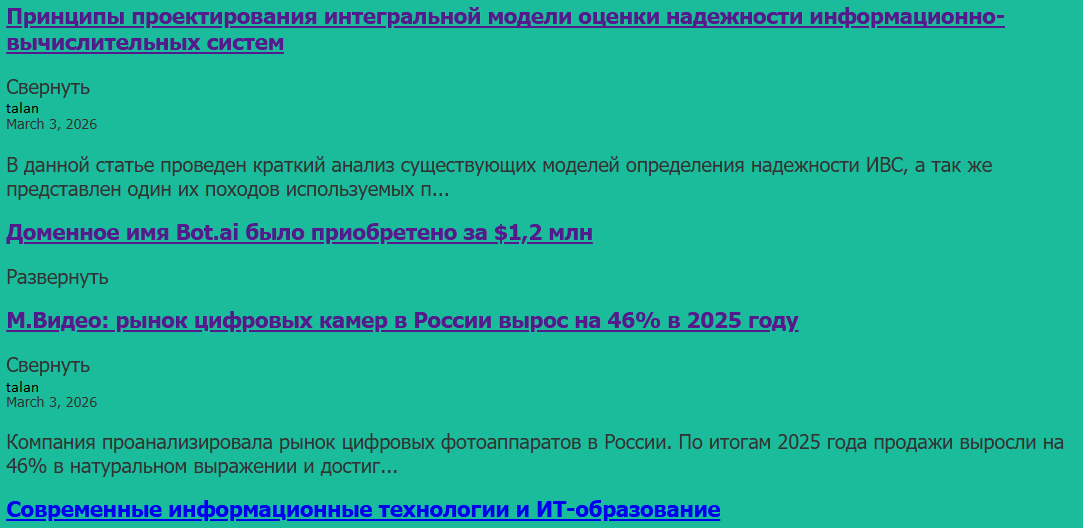 Принципы проектирования интегральной модели оценки надежности информационно-
вычислительных систем
Свернуть
talan
March 3, 2026
В данной статье проведен краткий анализ существующих моделей определения надежности ИВС, а так же
представлен один их походов используемых п...
Доменное имя Bot.ai было приобретено за $1,2 млн
Развернуть
М.Видео: рынок цифровых камер в России вырос на 46% в 2025 году
Свернуть
talan
March 3, 2026
Компания проанализировала рынок цифровых фотоаппаратов в России. По итогам 2025 года продажи выросли на
46% в натуральном выражении и достиг...
Современные информационные технологии и ИТ-образование